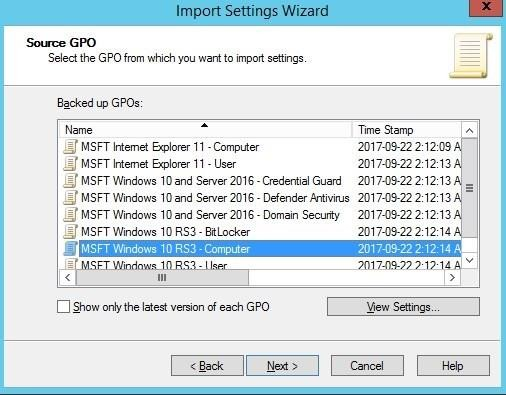 Import Settings Wizard
x
Source GPO
Select the GPO from which you want to import settings.
Backed up GPOs:
Name Time Stamp
MSFT Internet Explorer 11 - Computer 2017-09-22 2:12:09 A
MSFT Internet Explorer 11 - User 2017-09-22 2:12:13 A
MSFT Windows 10 and Server 2016 - Credential Guard 2017-09-22 2:12:13 A
MSFT Windows 10 and Server 2016 - Defender Antivirus 2017-09-22 2:12:13 A
MSFT Windows 10 and Server 2016 - Domain Security 2017-09-22 2:12:13 A
MSFT Windows 10 RS3 - BitLocker 2017-09-22 2:12:14 A
MSFT Windows 10 RS3 - Computer 2017-09-22 2:12:14 A
MSFT Windows 10 RS3 - User 2017-09-22 2:12:14 A
Show only the latest version of each GPO View Settings...
< Back Next > Cancel Help